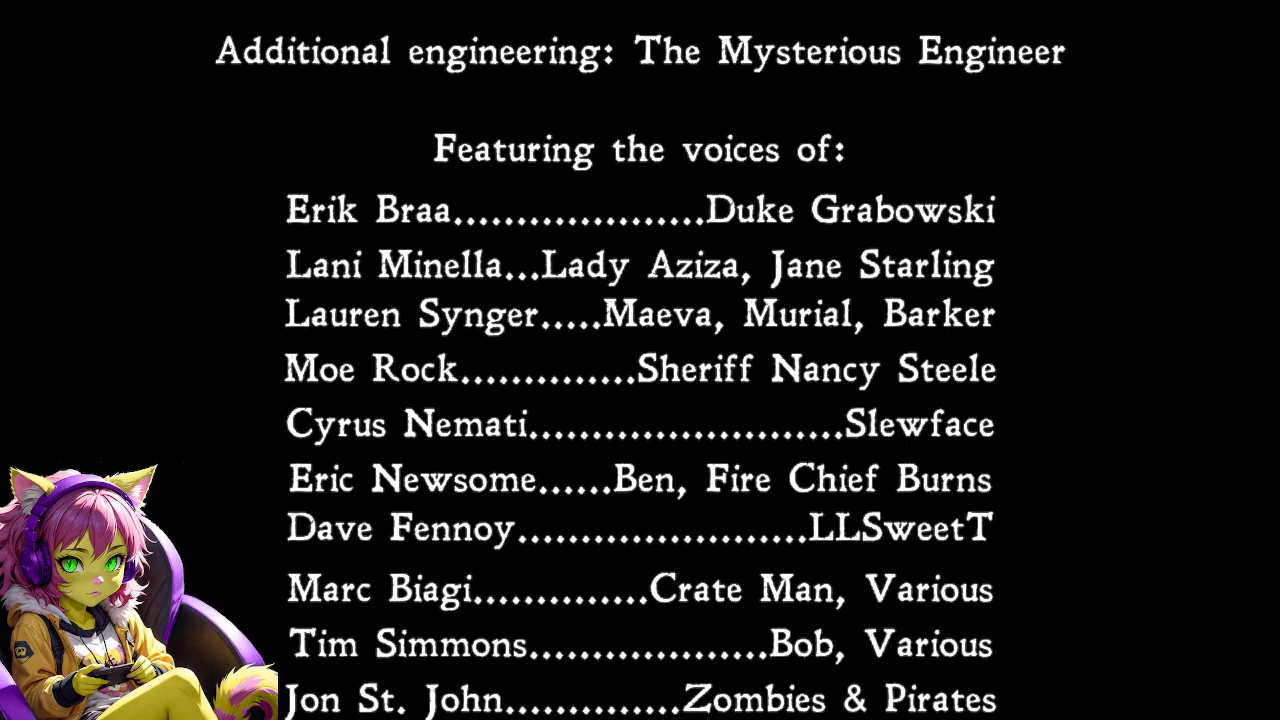 Additional engineering: The Mysterious Engineer
Featuring the voices of:
Erik Braa....................Duke Grabowski
Lani Minella...Lady Aziza, Jane Starling
Lauren Synger.....Maeva, Murial, Barker
Moe Rock..............Sheriff Nancy Steele
Cyrus Nemati.........................Slewface
Eric Newsome......Ben, Fire Chief Burns
Dave Fennoy.......................LLSweetT
Marc Biagi..............Crate Man, Various
Tim Simmons...................Bob, Various
Jon St. John..............Zombies & Pirates